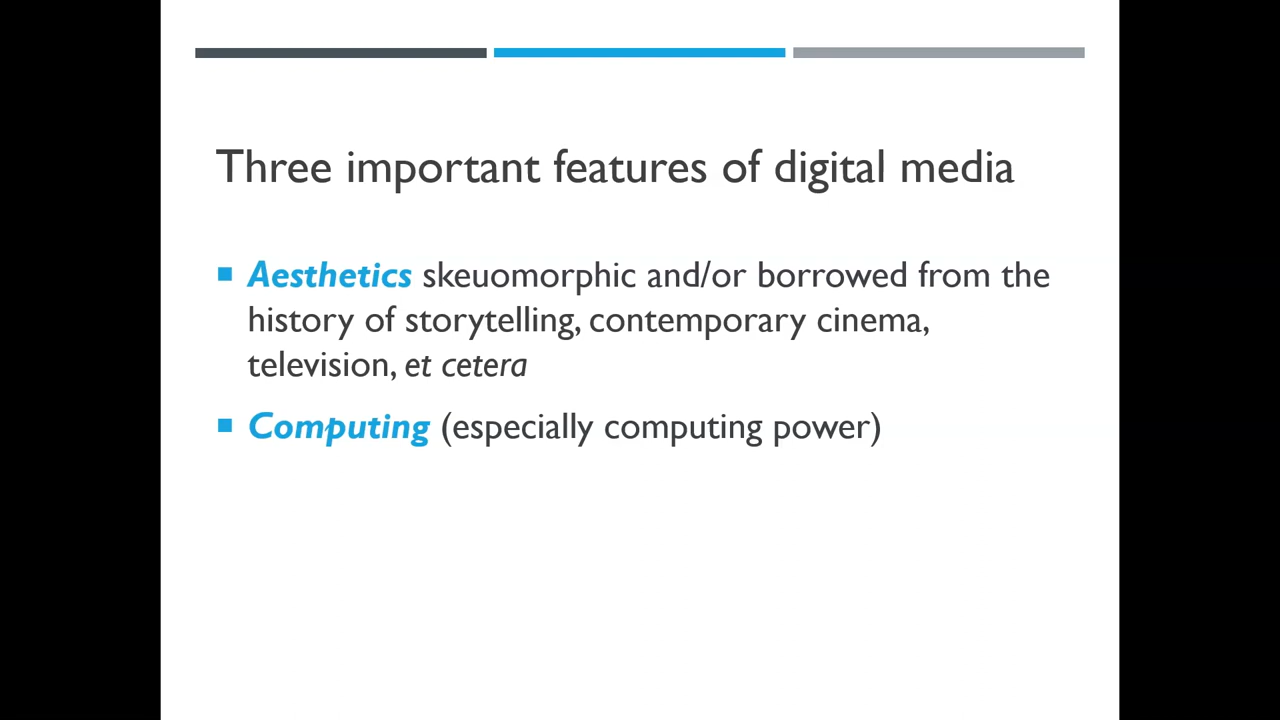 Three important features of digital media
Aesthetics skeuomorphic and/or borrowed from the
history of storytelling, contemporary cinema,
television, et cetera
Computing (especially computing power)